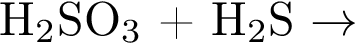 H₂SO₃ + H₂S →